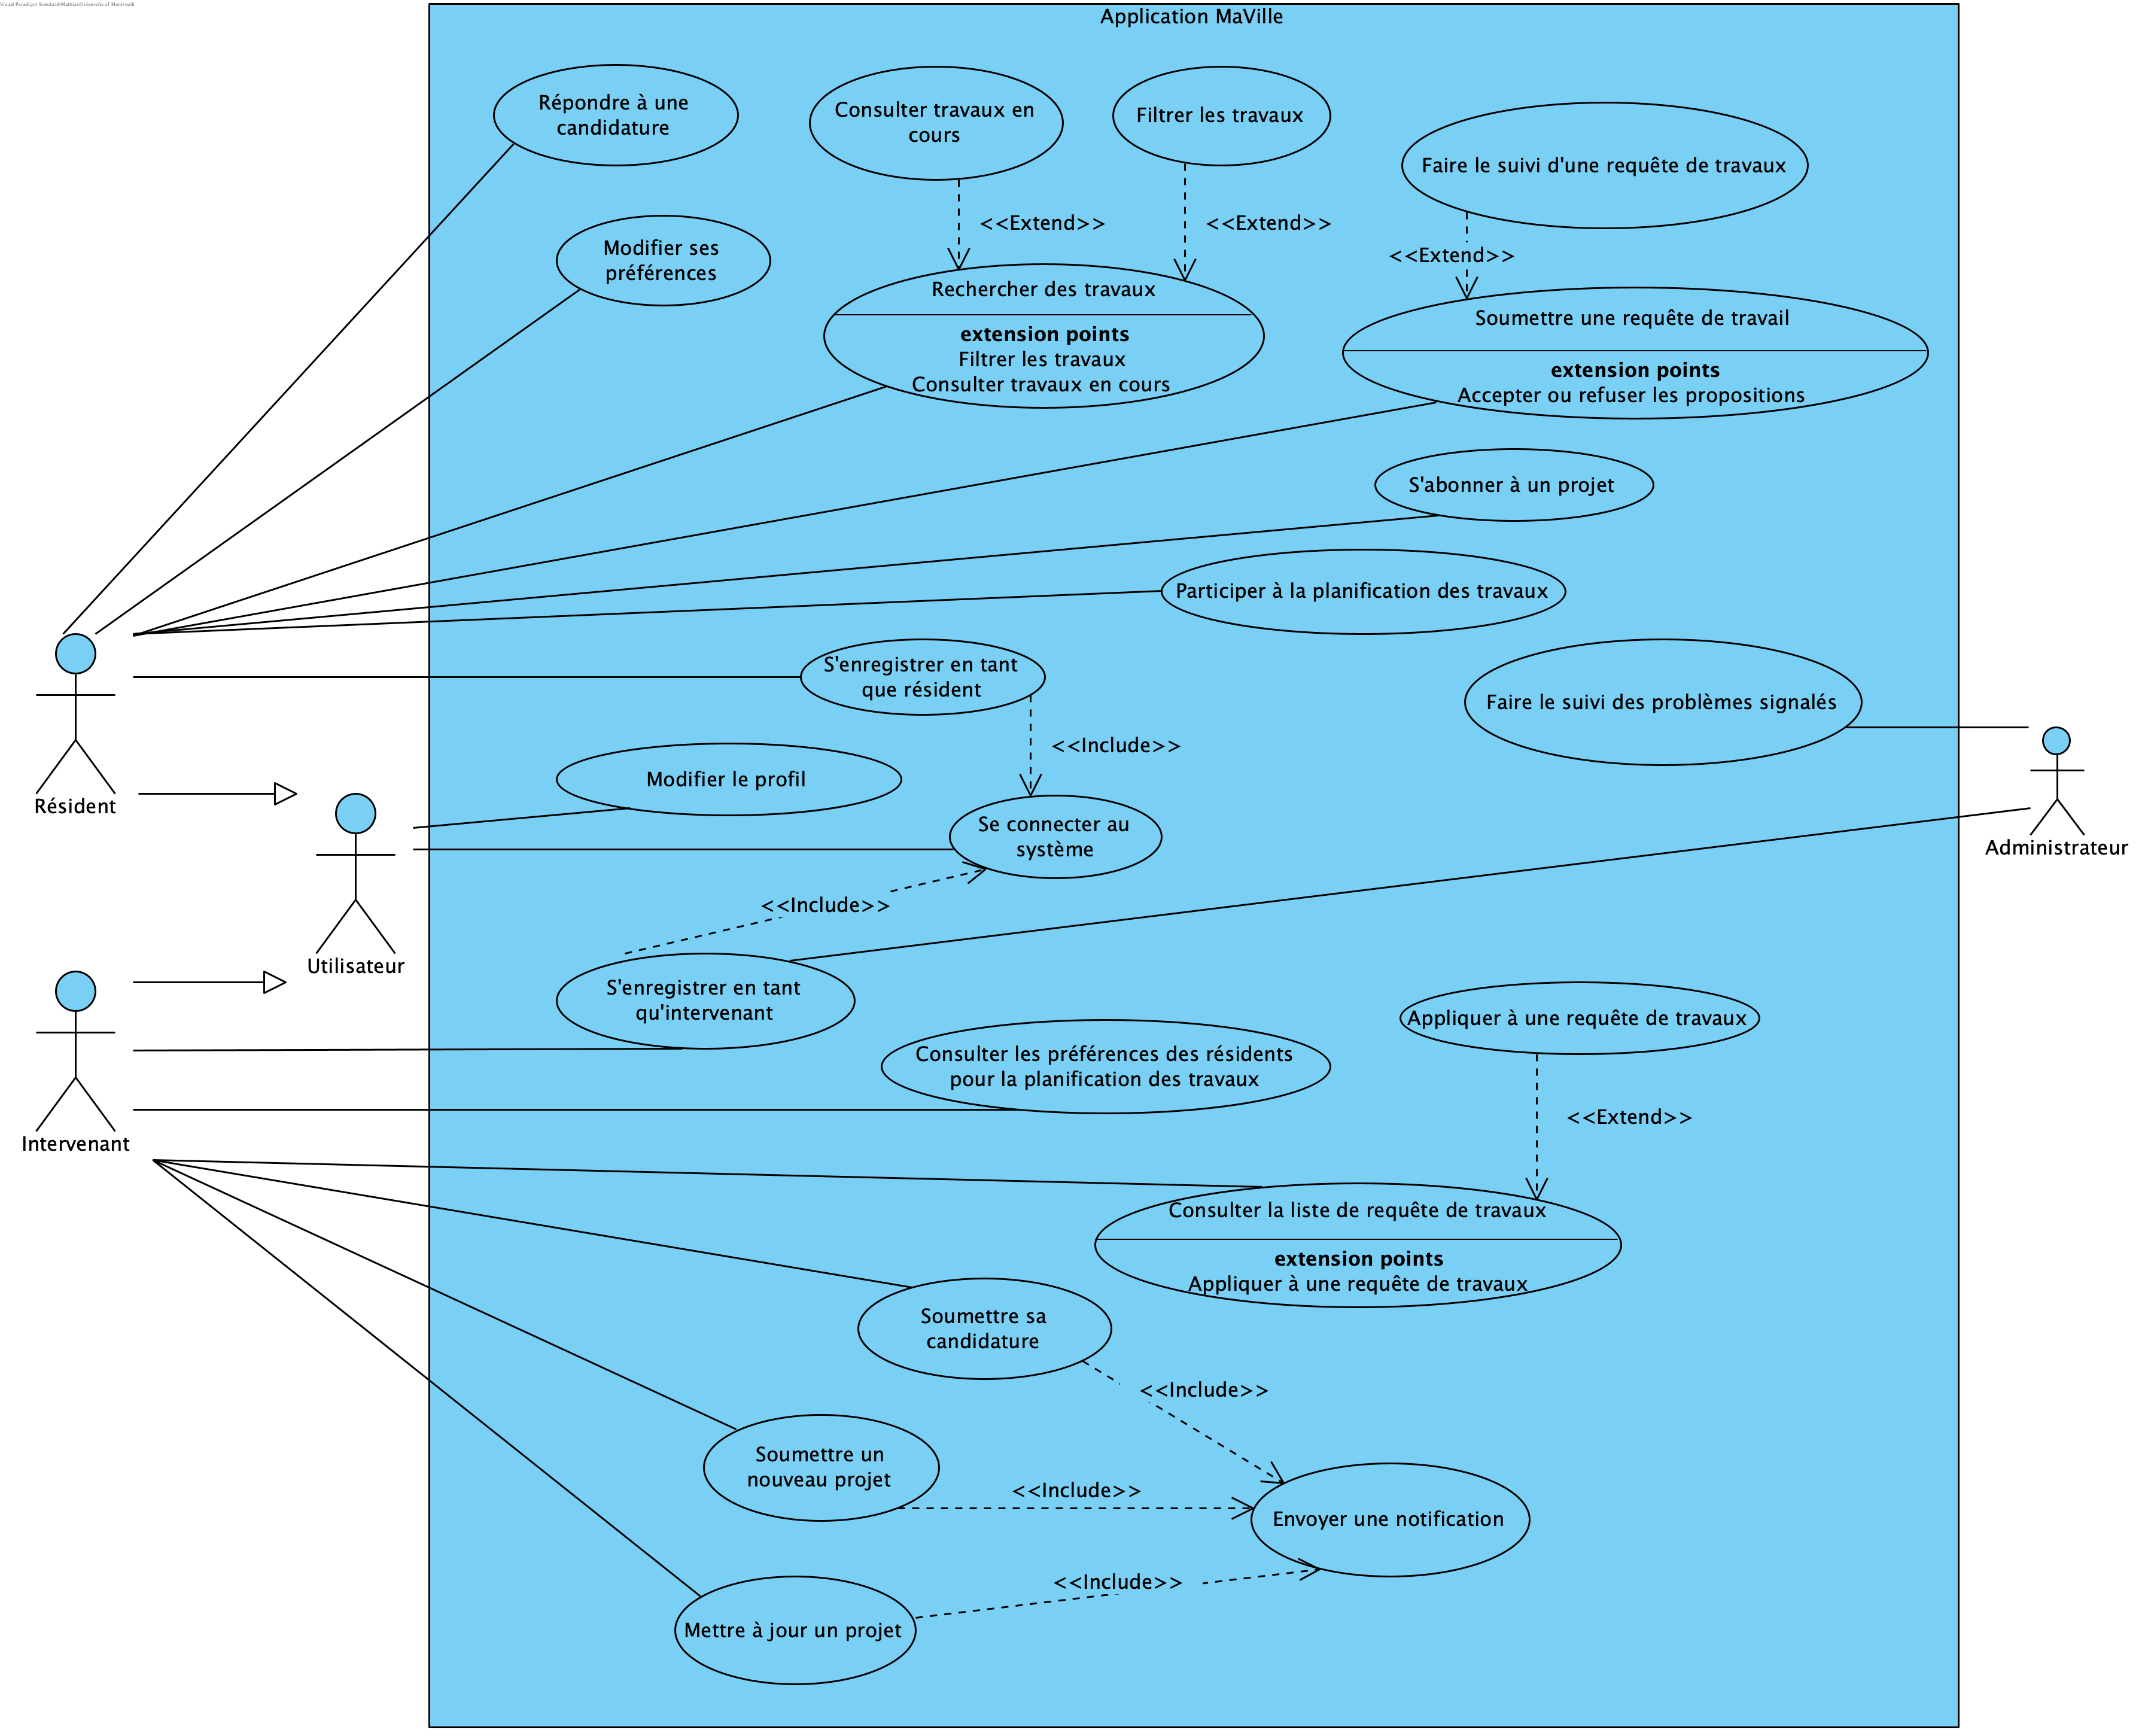 Visual Paradigm Standard(Mathias(University of Montreal))
Application MaVille
Répondre à une
candidature
Consulter travaux en
cours
Filtrer les travaux
Faire le suivi d'une requête de travaux
<<Extend>>
<<Extend>>
<<Extend>>
Modifier ses
préférences
Rechercher des travaux
extension points
Filtrer les travaux
Consulter travaux en cours
Soumettre une requête de travail
extension points
Accepter ou refuser les propositions
S'abonner à un projet
Participer à la planification des travaux
S'enregistrer en tant
que résident
Faire le suivi des problèmes signalés
<<Include>>
Modifier le profil
Résident
Se connecter au
système
Administrateur
<<Include>>
Utilisateur
S'enregistrer en tant
qu'intervenant
Appliquer à une requête de travaux
Consulter les préférences des résidents
pour la planification des travaux
<<Extend>>
Intervenant
Consulter la liste de requête de travaux
extension points
Appliquer à une requête de travaux
Soumettre sa
candidature
<<Include>>
Soumettre un
nouveau projet
<<Include>>
Envoyer une notification
<<Include>>
Mettre à jour un projet